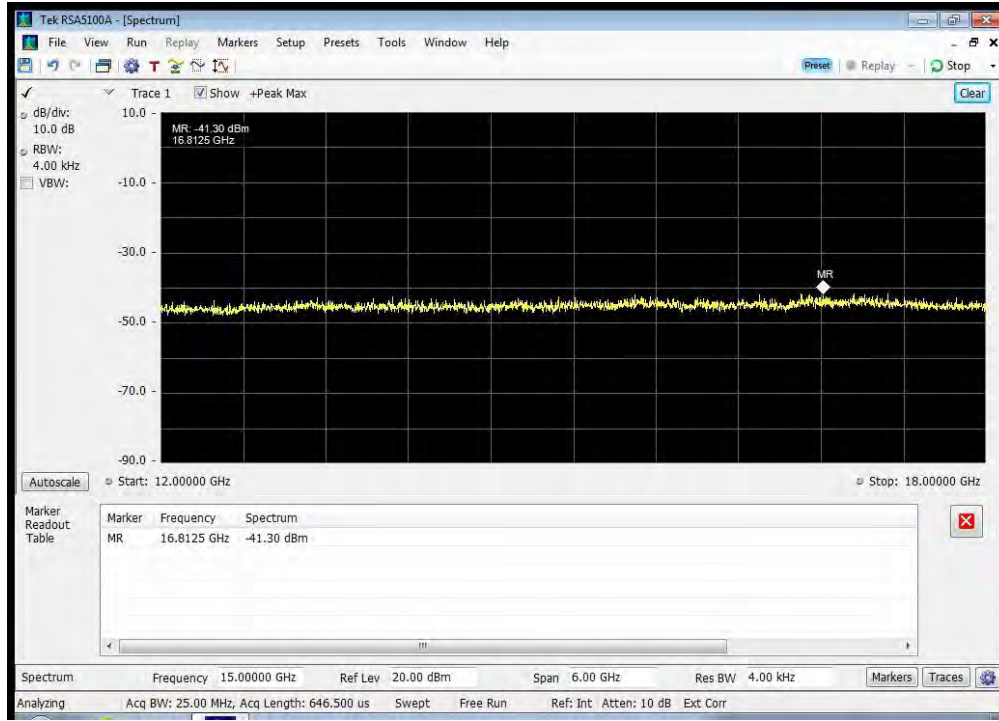 Tek RSA5100A - [Spectrum]
File View Run Replay Markers Setup Presets Tools Window Help
Preset Replay Stop
Trace 1 Show +Peak Max Clear
dB/div:
10.0 dB
RBW:
4.00 kHz
VBW:
10.0
-10.0
-30.0
-50.0
-70.0
-90.0
MR: -41.30 dBm
16.8125 GHz
MR
Autoscale Start: 12.00000 GHz Stop: 18.00000 GHz
Marker Readout Table
Marker Frequency Spectrum
MR 16.8125 GHz -41.30 dBm
Spectrum Frequency 15.00000 GHz Ref Lev 20.00 dBm Span 6.00 GHz Res BW 4.00 kHz Markers Traces
Analyzing Acq BW: 25.00 MHz, Acq Length: 646.500 us Swept Free Run Ref: Int Atten: 10 dB Ext Corr